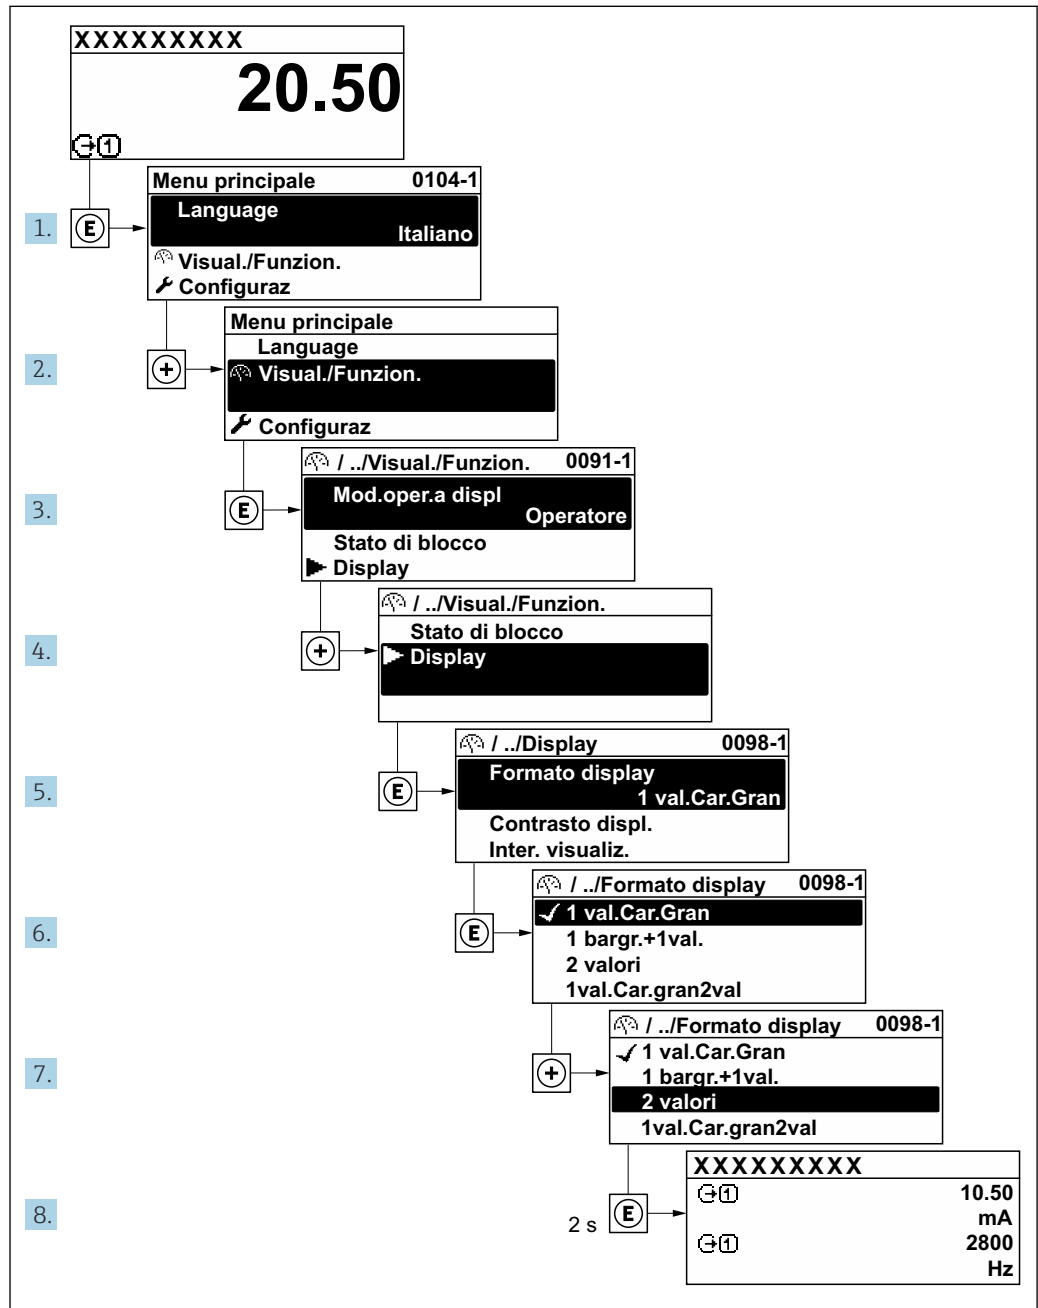 XXXXXXXXX
20.50
1
Menu principale 0104-1
1. E Language
Italiano
Visual./Funzion.
Configuraz
Menu principale
Language
2. + Visual./Funzion.
Configuraz
/ ../Visual./Funzion. 0091-1
3. E Mod.oper.a displ
Operatore
Stato di blocco
Display
/ ../Visual./Funzion.
Stato di blocco
4. + Display
/ ../Display 0098-1
5. E Formato display
1 val.Car.Gran
Contrasto displ.
Inter. visualiz.
/ ../Formato display 0098-1
6. E 1 val.Car.Gran
1 bargr.+1val.
2 valori
1val.Car.gran2val
/ ../Formato display 0098-1
7. + 1 val.Car.Gran
1 bargr.+1val.
2 valori
1val.Car.gran2val
XXXXXXXXX
8. 2 s E 1 10.50
mA
1 2800
Hz